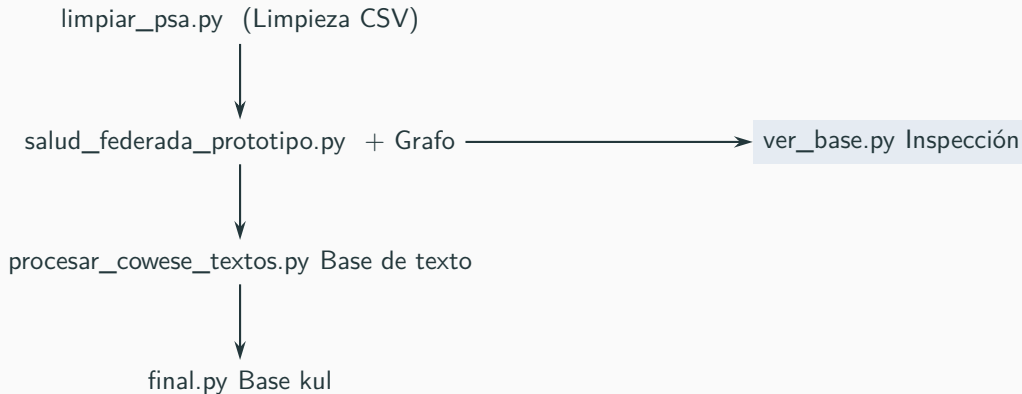 limpiar_psa.py (Limpieza CSV)
salud_federada_prototipo.py + Grafo
ver_base.py Inspección
procesar_cowese_textos.py Base de texto
final.py Base kul